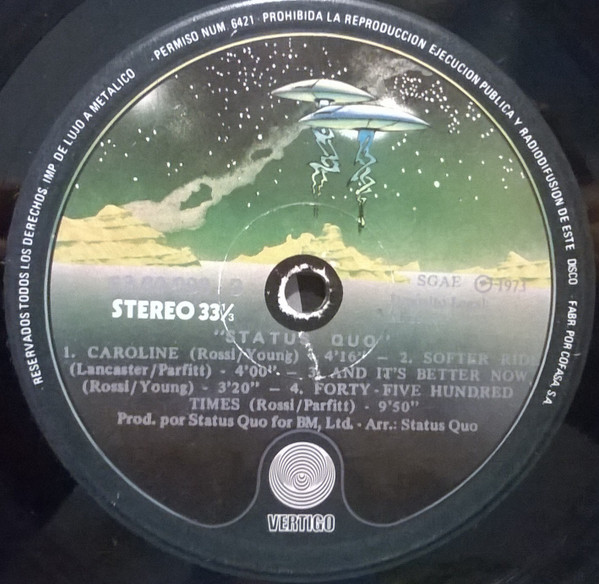 RESERVADOS TODOS LOS DERECHOS. IMP. DE LUJO A METALICO · PERMISO NUM. 6421 · PROHIBIDA LA REPRODUCCION EJECUCION PUBLICA Y RADIODIFUSION DE ESTE DISCO · FABR. POR COFASA, S.A.
SGAE Ⓒ 1973
STEREO 33⅓
"STATUS QUO"
1. CAROLINE (Rossi/Young) - 4'16" - 2. SOFTER RIDE
(Lancaster/Parfitt) - 4'00" - 3. AND IT'S BETTER NOW
(Rossi/Young) - 3'20" - 4. FORTY-FIVE HUNDRED
TIMES (Rossi/Parfitt) - 9'50"
Prod. por Status Quo for BM, Ltd. - Arr.: Status Quo
VERTIGO